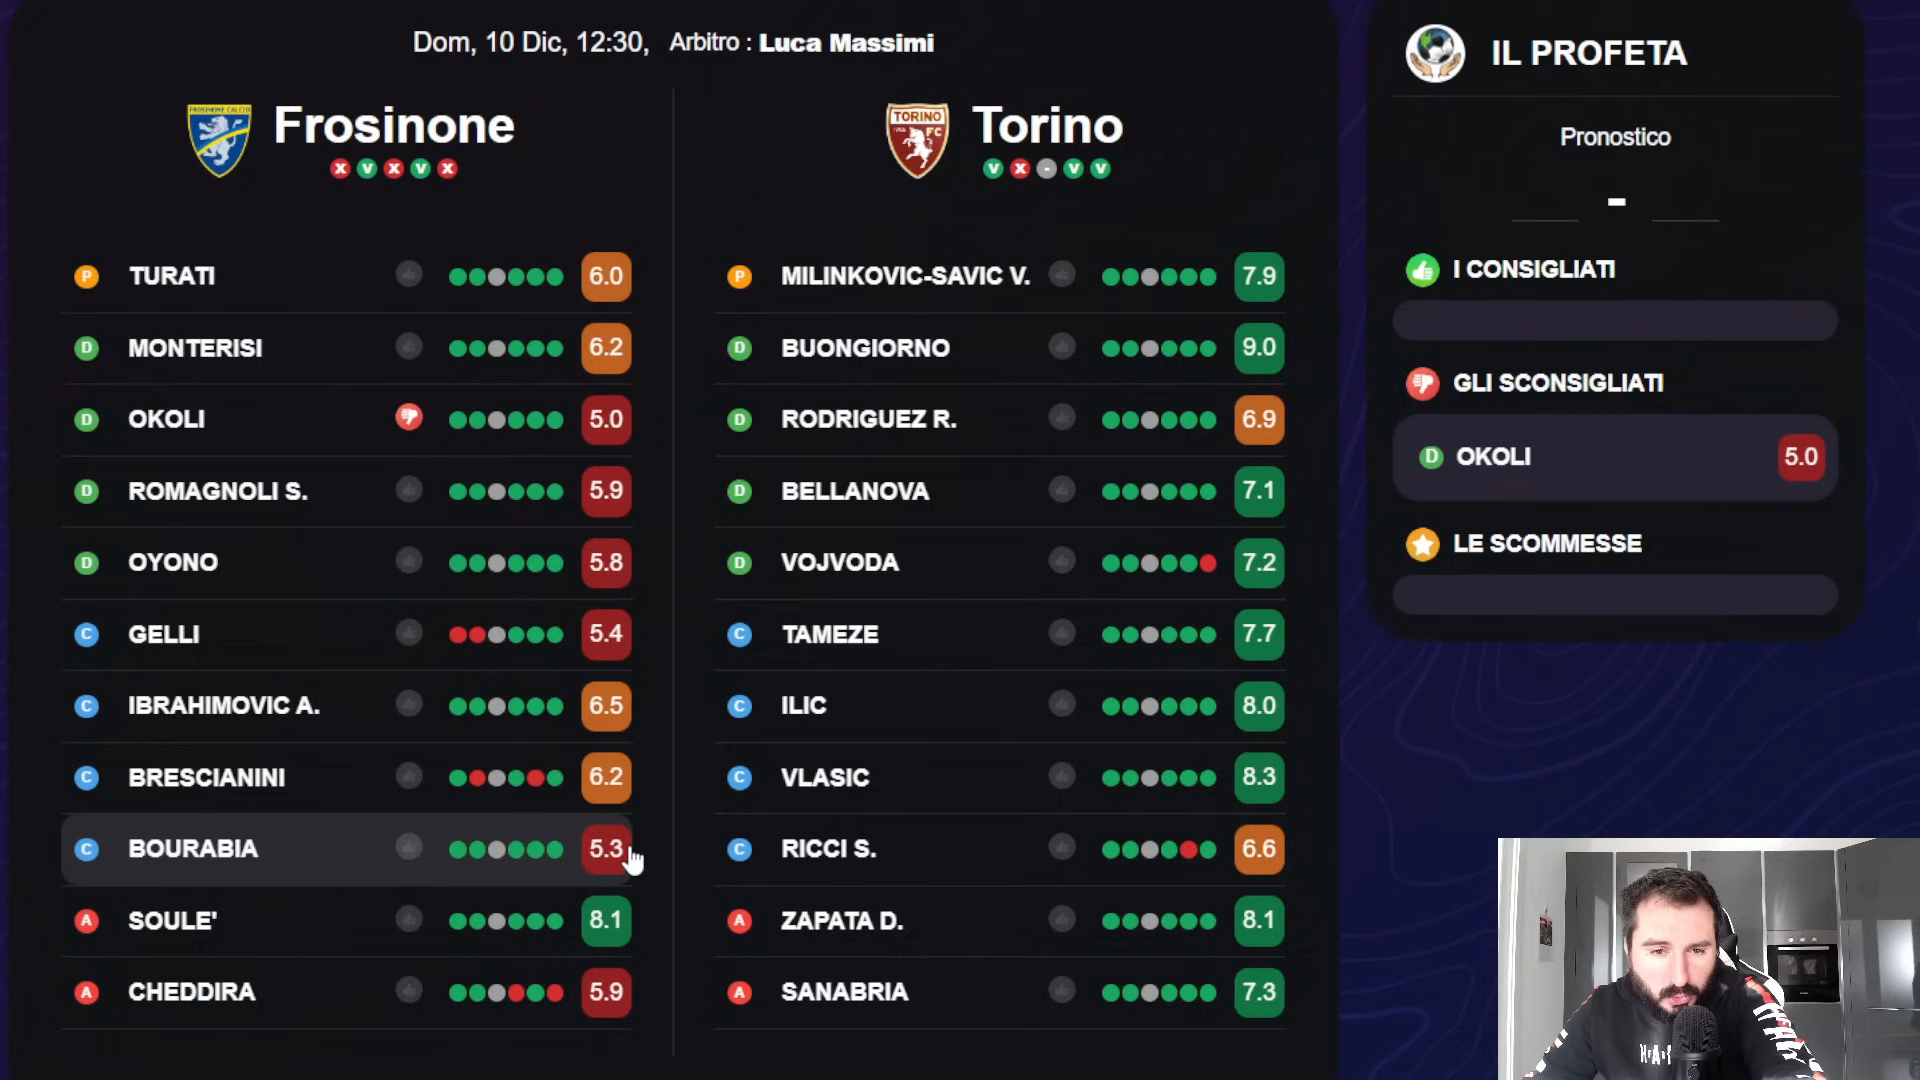 Dom, 10 Dic, 12:30, Arbitro : Luca Massimi
FROSINONE CALCIO
Frosinone
X V X V X
P TURATI 6.0
D MONTERISI 6.2
D OKOLI 5.0
D ROMAGNOLI S. 5.9
D OYONO 5.8
C GELLI 5.4
C IBRAHIMOVIC A. 6.5
C BRESCIANINI 6.2
C BOURABIA 5.3
A SOULE' 8.1
A CHEDDIRA 5.9
TORINO
FC
Torino
V X - V V
P MILINKOVIC-SAVIC V. 7.9
D BUONGIORNO 9.0
D RODRIGUEZ R. 6.9
D BELLANOVA 7.1
D VOJVODA 7.2
C TAMEZE 7.7
C ILIC 8.0
C VLASIC 8.3
C RICCI S. 6.6
A ZAPATA D. 8.1
A SANABRIA 7.3
IL PROFETA
Pronostico
-
I CONSIGLIATI
GLI SCONSIGLIATI
D OKOLI 5.0
LE SCOMMESSE